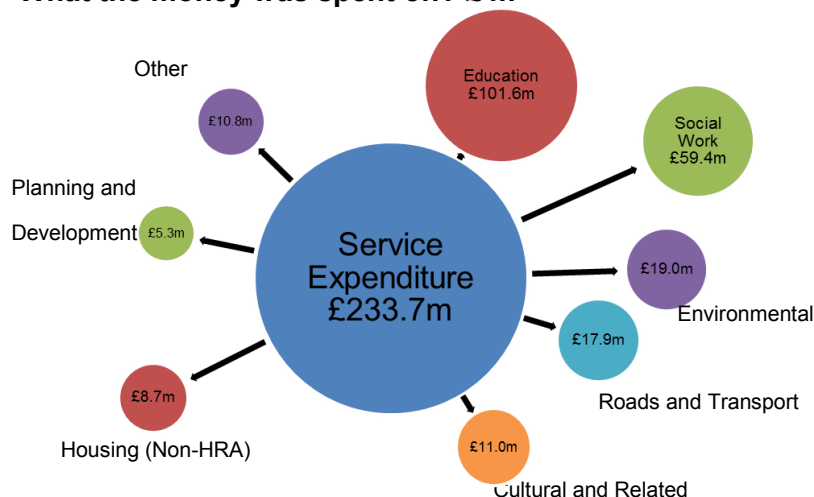 Other
£10.8m
Education
£101.6m
Social
Work
£59.4m
Planning and
Development
£5.3m
Service
Expenditure
£233.7m
£19.0m
Environmental
£17.9m
Roads and Transport
£8.7m
Housing (Non-HRA)
£11.0m
Cultural and Related